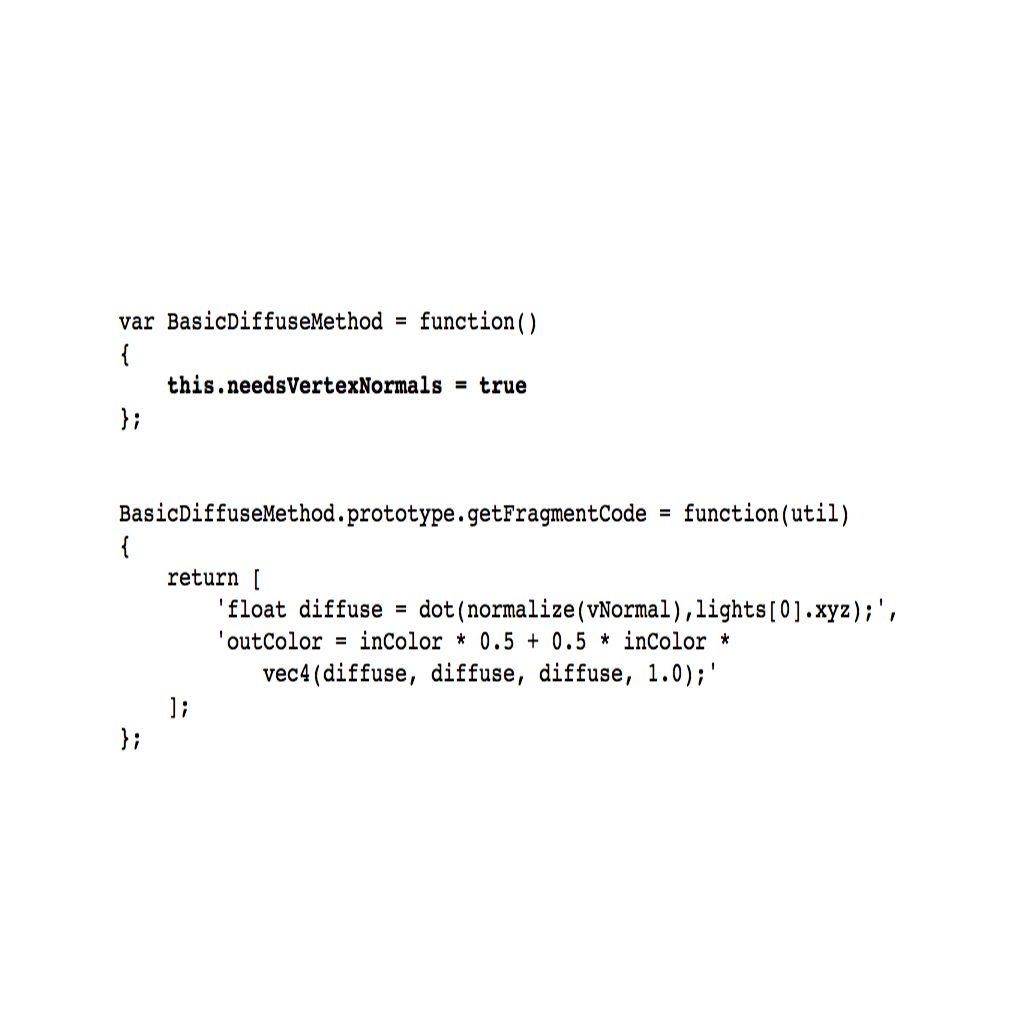 var BasicDiffuseMethod = function()
{
    this.needsVertexNormals = true
};
BasicDiffuseMethod.prototype.getFragmentCode = function(util)
{
    return [
        'float diffuse = dot(normalize(vNormal),lights[0].xyz);',
        'outColor = inColor * 0.5 + 0.5 * inColor *
            vec4(diffuse, diffuse, diffuse, 1.0);'
    ];
};